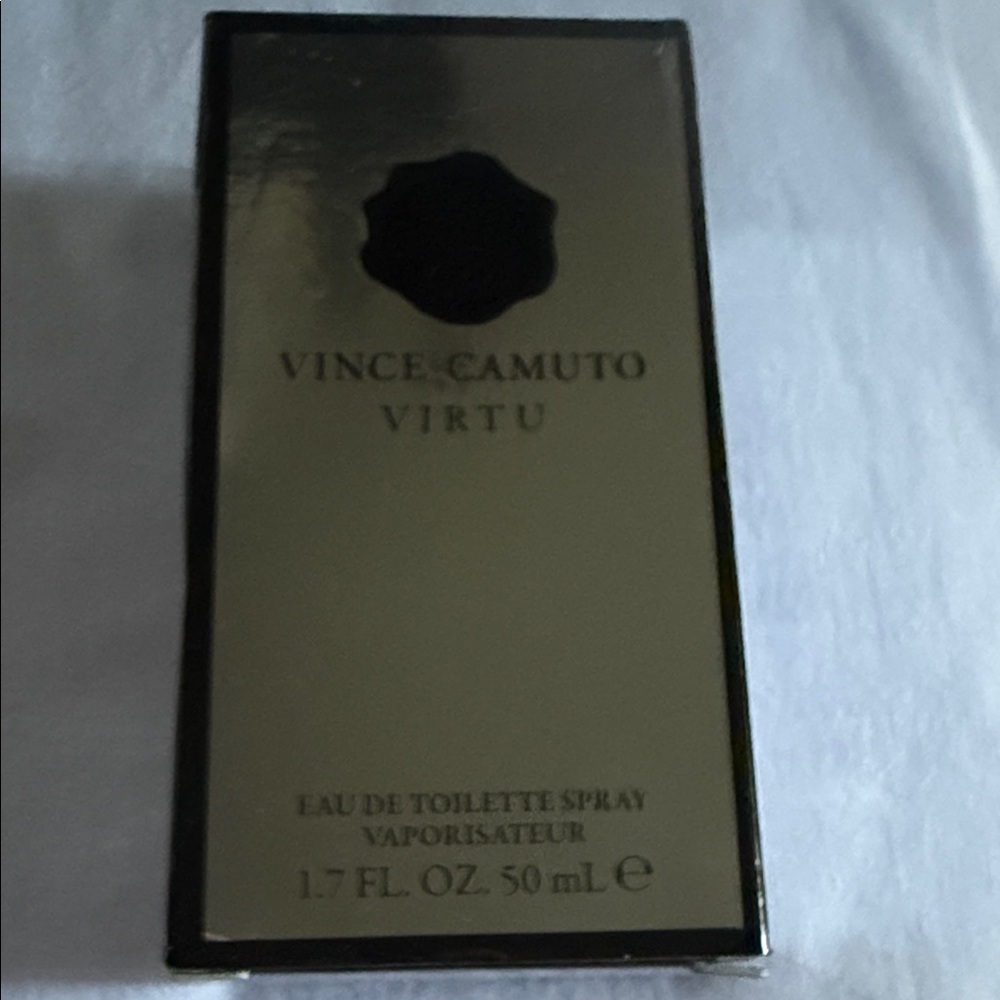 VINCE CAMUTO
VIRTU
EAU DE TOILETTE SPRAY
VAPORISATEUR
1.7 FL. OZ. 50 mL ℮